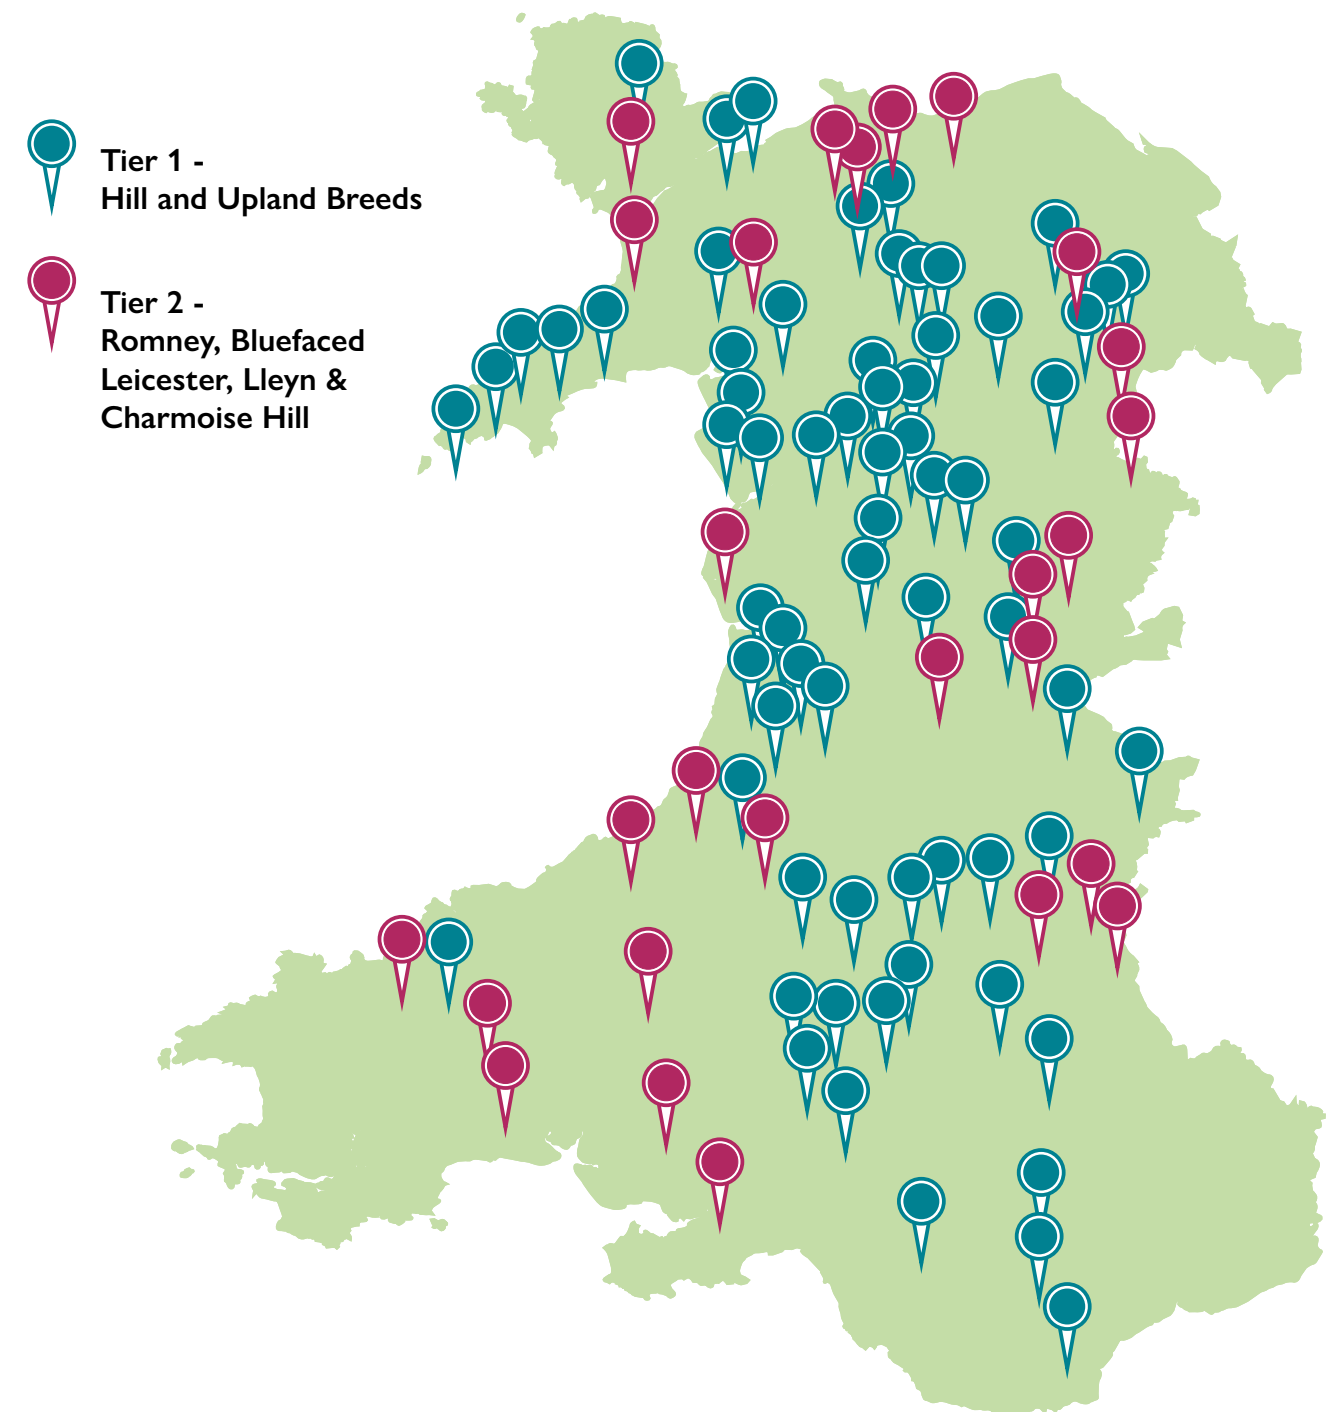 Tier 1 -
Hill and Upland Breeds
Tier 2 -
Romney, Bluefaced
Leicester, Lleyn &
Charmoise Hill